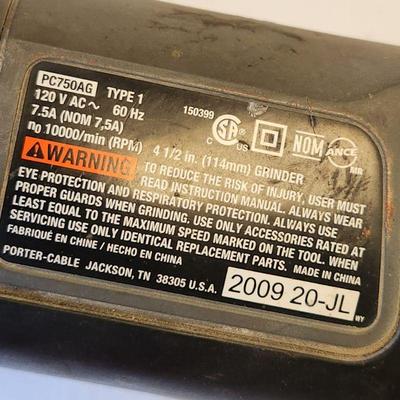 PC750AG TYPE 1
120 V AC~ 60 Hz
7.5A (NOM 7,5A)
150399
n0 10000/min (RPM) 4 1/2 in. (114mm) GRINDER
C SA US
NOM ANCE
WARNING TO REDUCE THE RISK OF INJURY, USER MUST
READ INSTRUCTION MANUAL. ALWAYS WEAR
EYE PROTECTION AND RESPIRATORY PROTECTION. ALWAYS USE
PROPER GUARDS WHEN GRINDING. USE ONLY ACCESSORIES RATED AT
LEAST EQUAL TO THE MAXIMUM SPEED MARKED ON THE TOOL. WHEN
SERVICING USE ONLY IDENTICAL REPLACEMENT PARTS. MADE IN CHINA
FABRIQUÉ EN CHINE / HECHO EN CHINA
PORTER-CABLE JACKSON, TN 38305 U.S.A.
2009 20-JL
WY